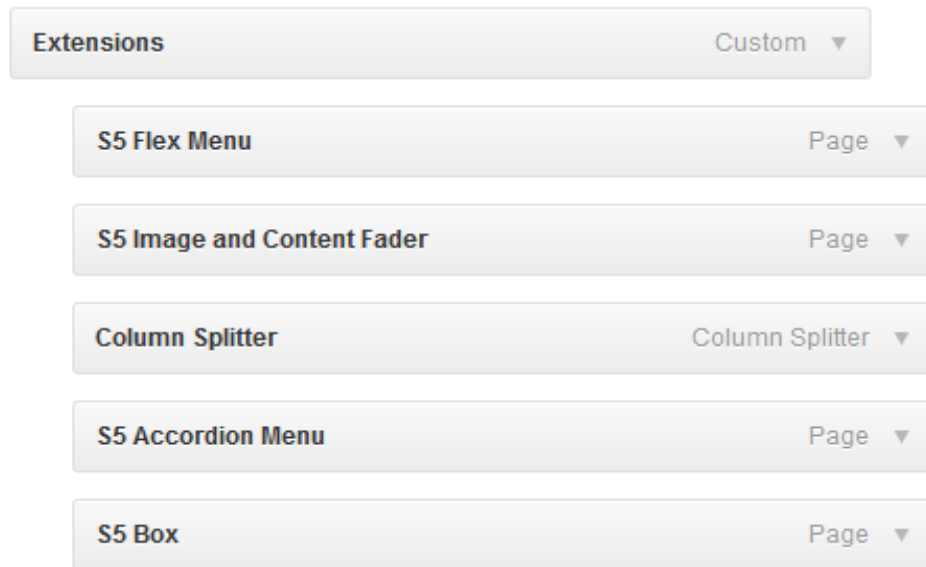 Extensions Custom
S5 Flex Menu Page
S5 Image and Content Fader Page
Column Splitter Column Splitter
S5 Accordion Menu Page
S5 Box Page